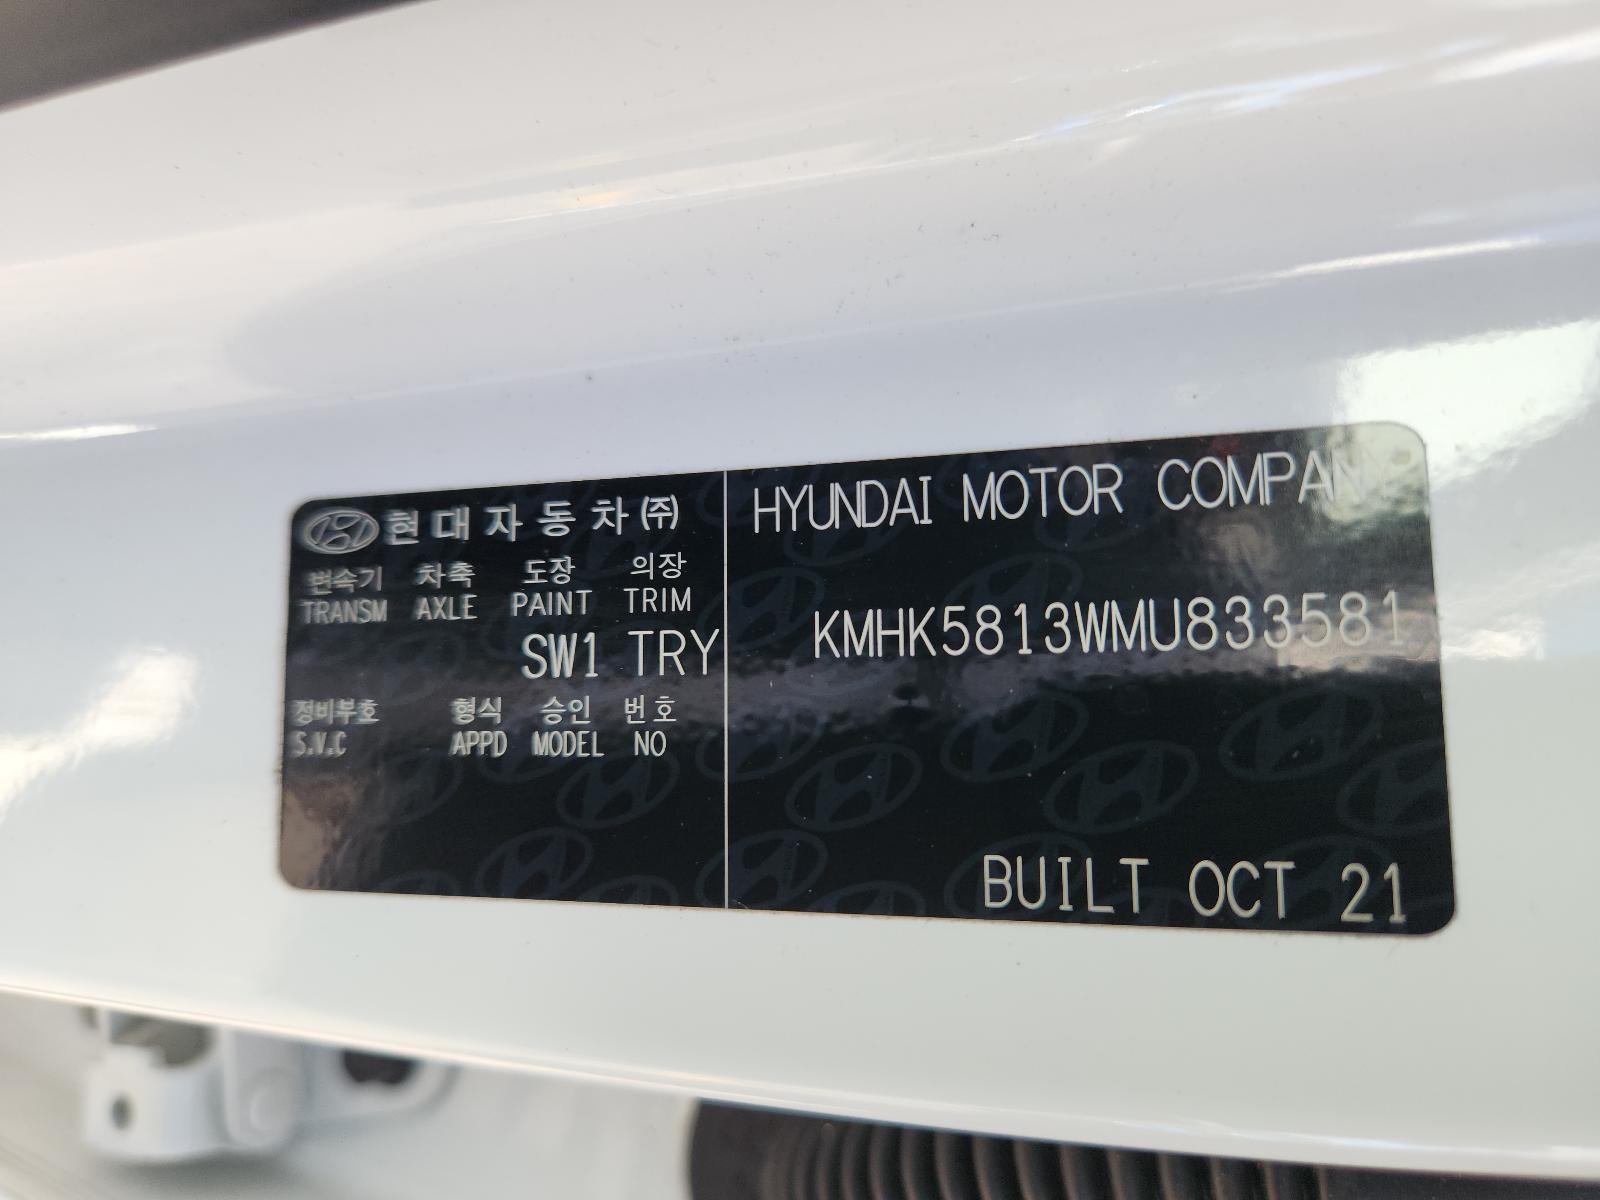 현대자동차㈜
변속기 차축 도장 의장
TRANSM AXLE PAINT TRIM
SW1 TRY
정비부호 형식 승인 번호
S.V.C APPD MODEL NO
HYUNDAI MOTOR COMPANY
KMHK5813WMU833581
BUILT OCT 21